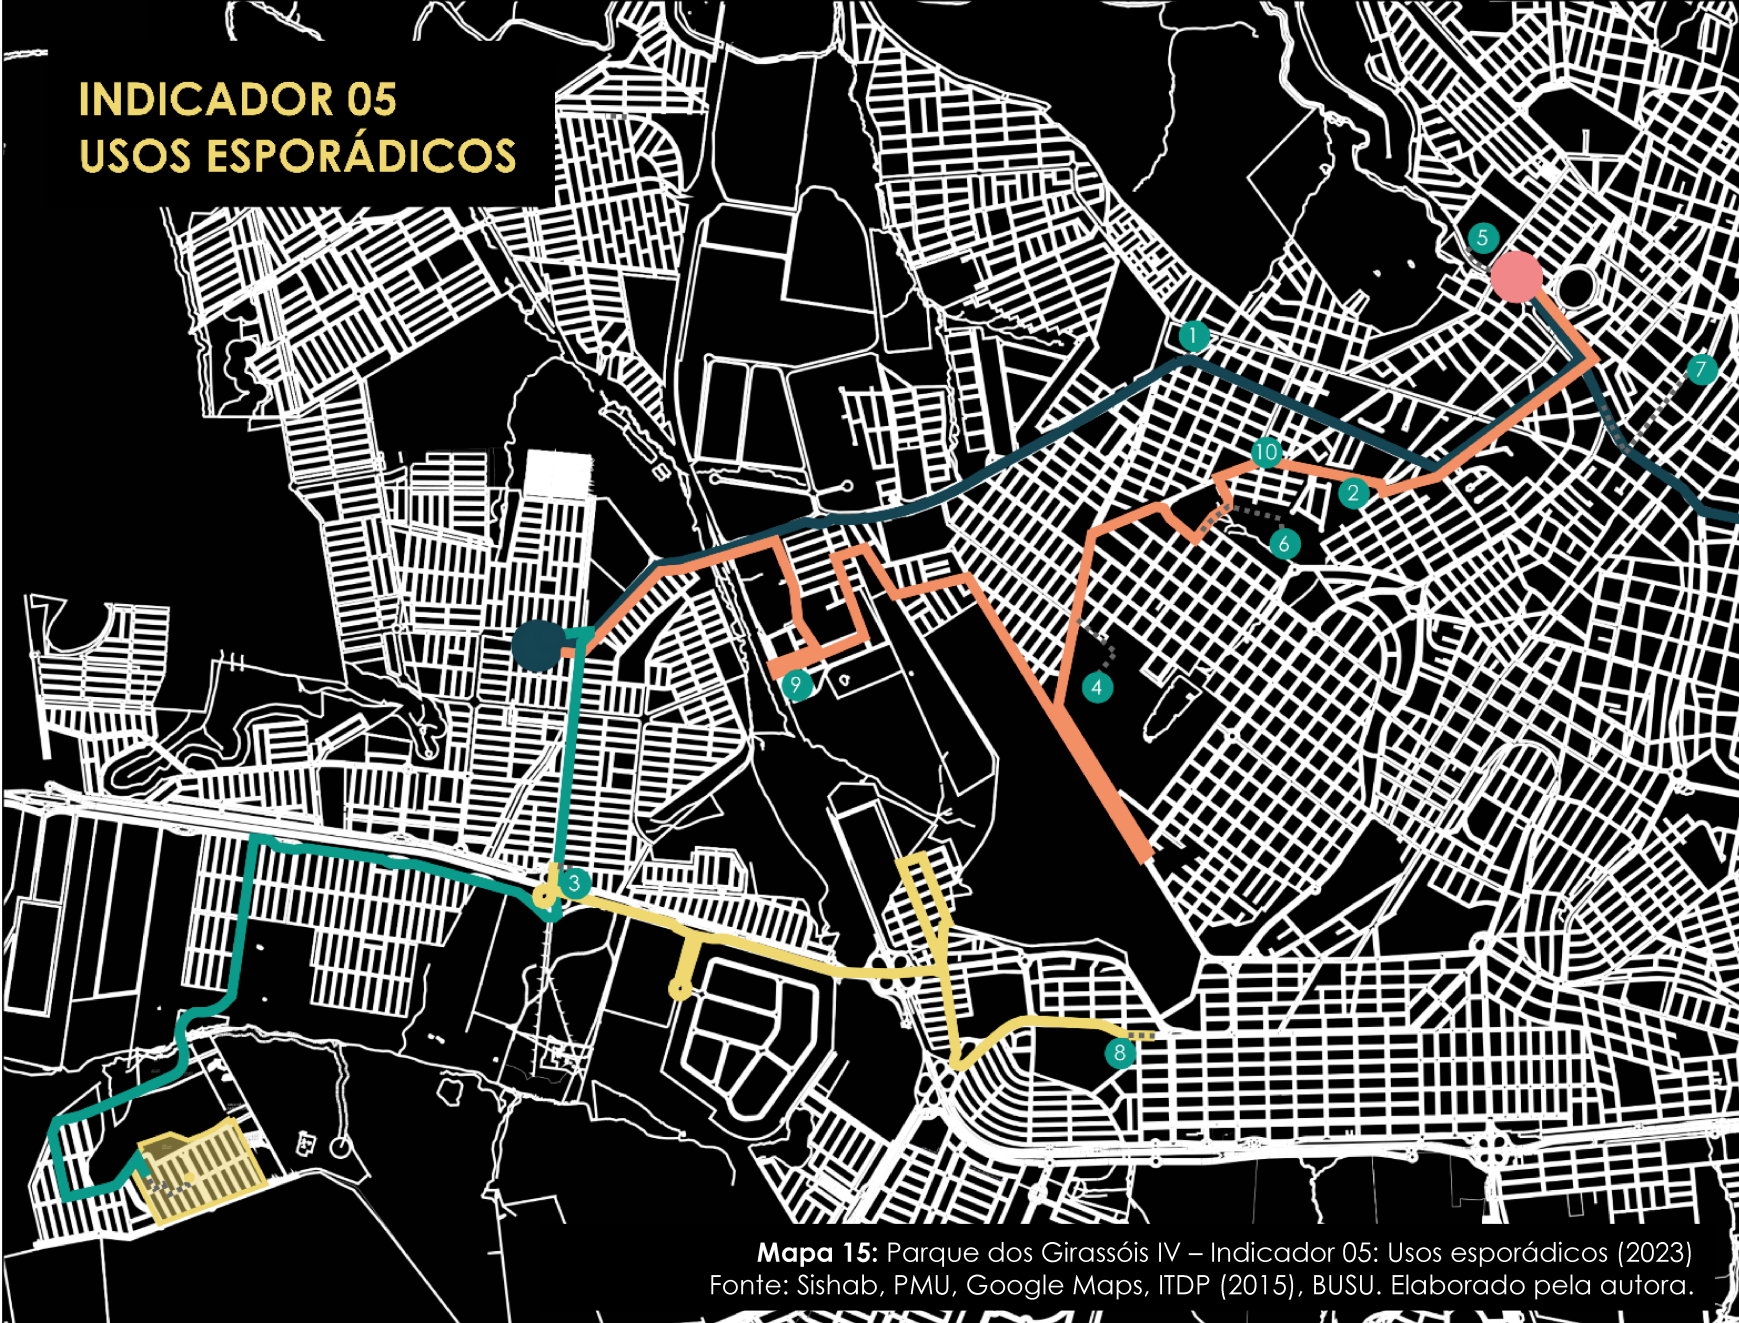 INDICADOR 05
USOS ESPORÁDICOS
5
1
7
10
2
6
9
4
3
8
Mapa 15: Parque dos Girassóis IV – Indicador 05: Usos esporádicos (2023)
Fonte: Sishab, PMU, Google Maps, ITDP (2015), BUSU. Elaborado pela autora.